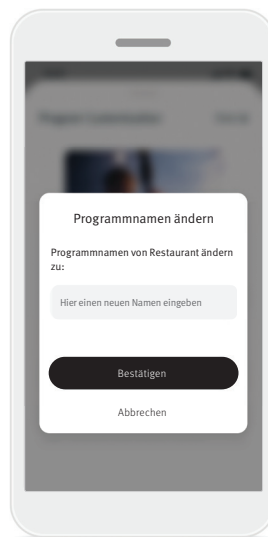 Programmnamen ändern
Programmnamen von Restaurant ändern
zu:
Hier einen neuen Namen eingeben
Bestätigen
Abbrechen